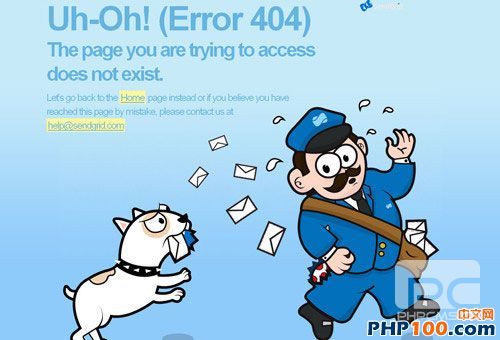 Uh-Oh! (Error 404)
The page you are trying to access
does not exist.
Let's go back to the Home page instead or if you believe you have
reached this page by mistake, please contact us at
help@sendgrid.com
PHPCMS
中文网
PHP100.com